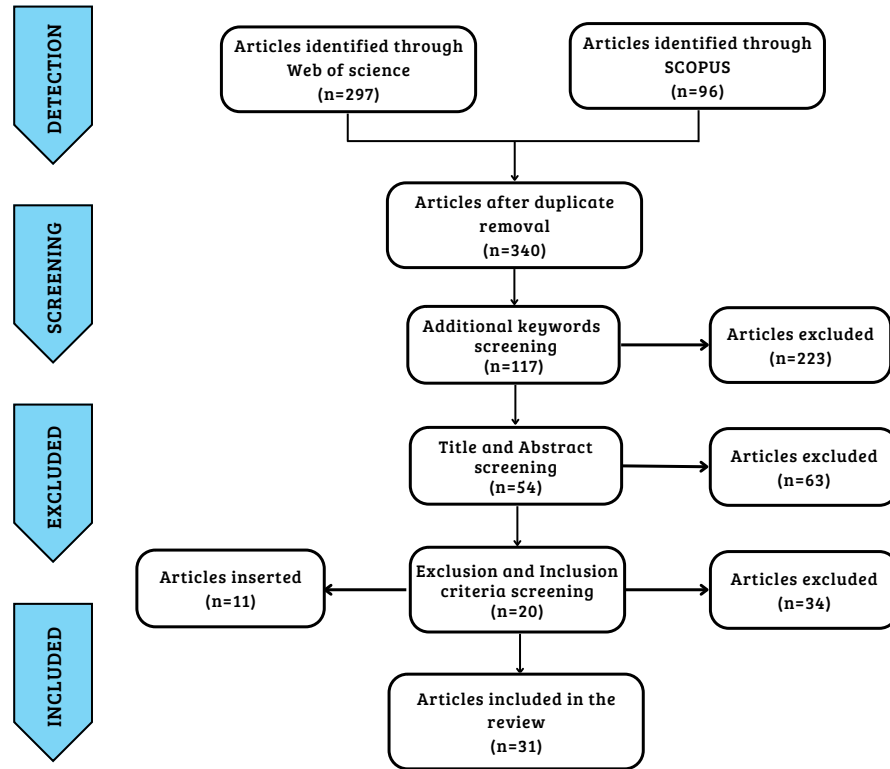 DETECTION
Articles identified through
Web of science
(n=297)
Articles identified through
SCOPUS
(n=96)
SCREENING
Articles after duplicate
removal
(n=340)
Additional keywords
screening
(n=117)
Articles excluded
(n=223)
EXCLUDED
Title and Abstract
screening
(n=54)
Articles excluded
(n=63)
Articles inserted
(n=11)
Exclusion and Inclusion
criteria screening
(n=20)
Articles excluded
(n=34)
INCLUDED
Articles included in the
review
(n=31)